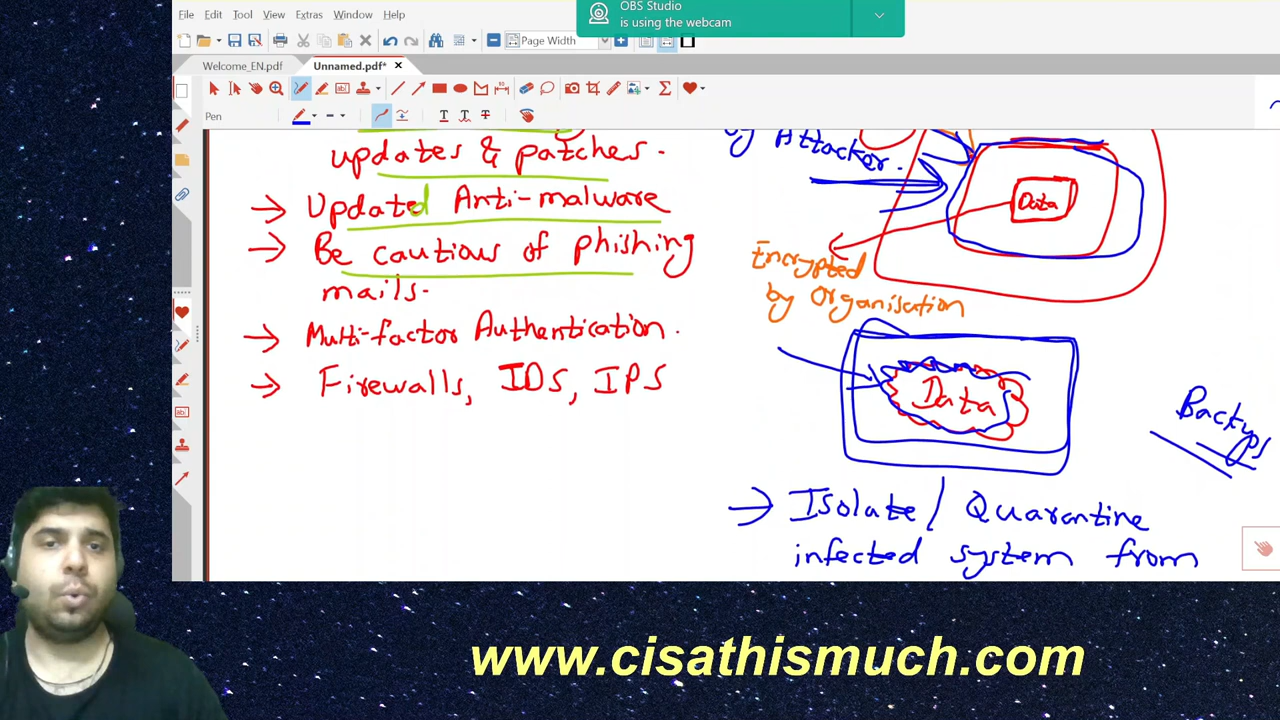 OBS Studio
is using the webcam
File Edit Tool View Extras Window Help
Page Width
Welcome_EN.pdf Unnamed.pdf*
Pen
updates & patches.
→ Updated Anti-malware
→ Be cautious of phishing
mails.
→ Multi-factor Authentication.
→ Firewalls, IDS, IPS
by Attacker.
Data
Encrypted
by Organisation
Data
Backups
→ Isolate / Quarantine
infected system from
www.cisathismuch.com